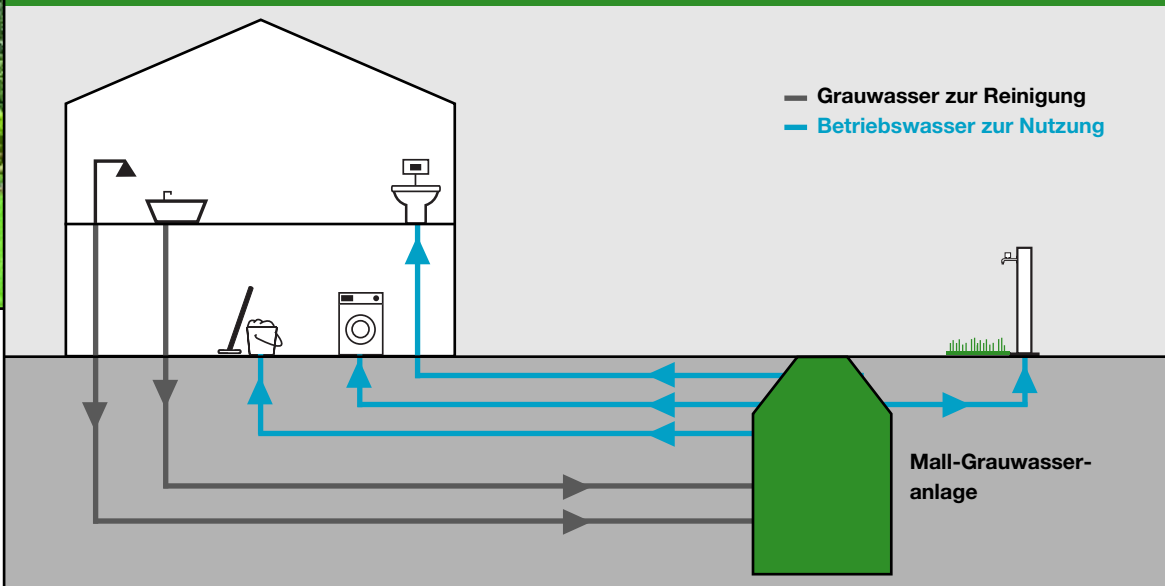 Grauwasser zur Reinigung
Betriebswasser zur Nutzung
Mall-Grauwasser-
anlage